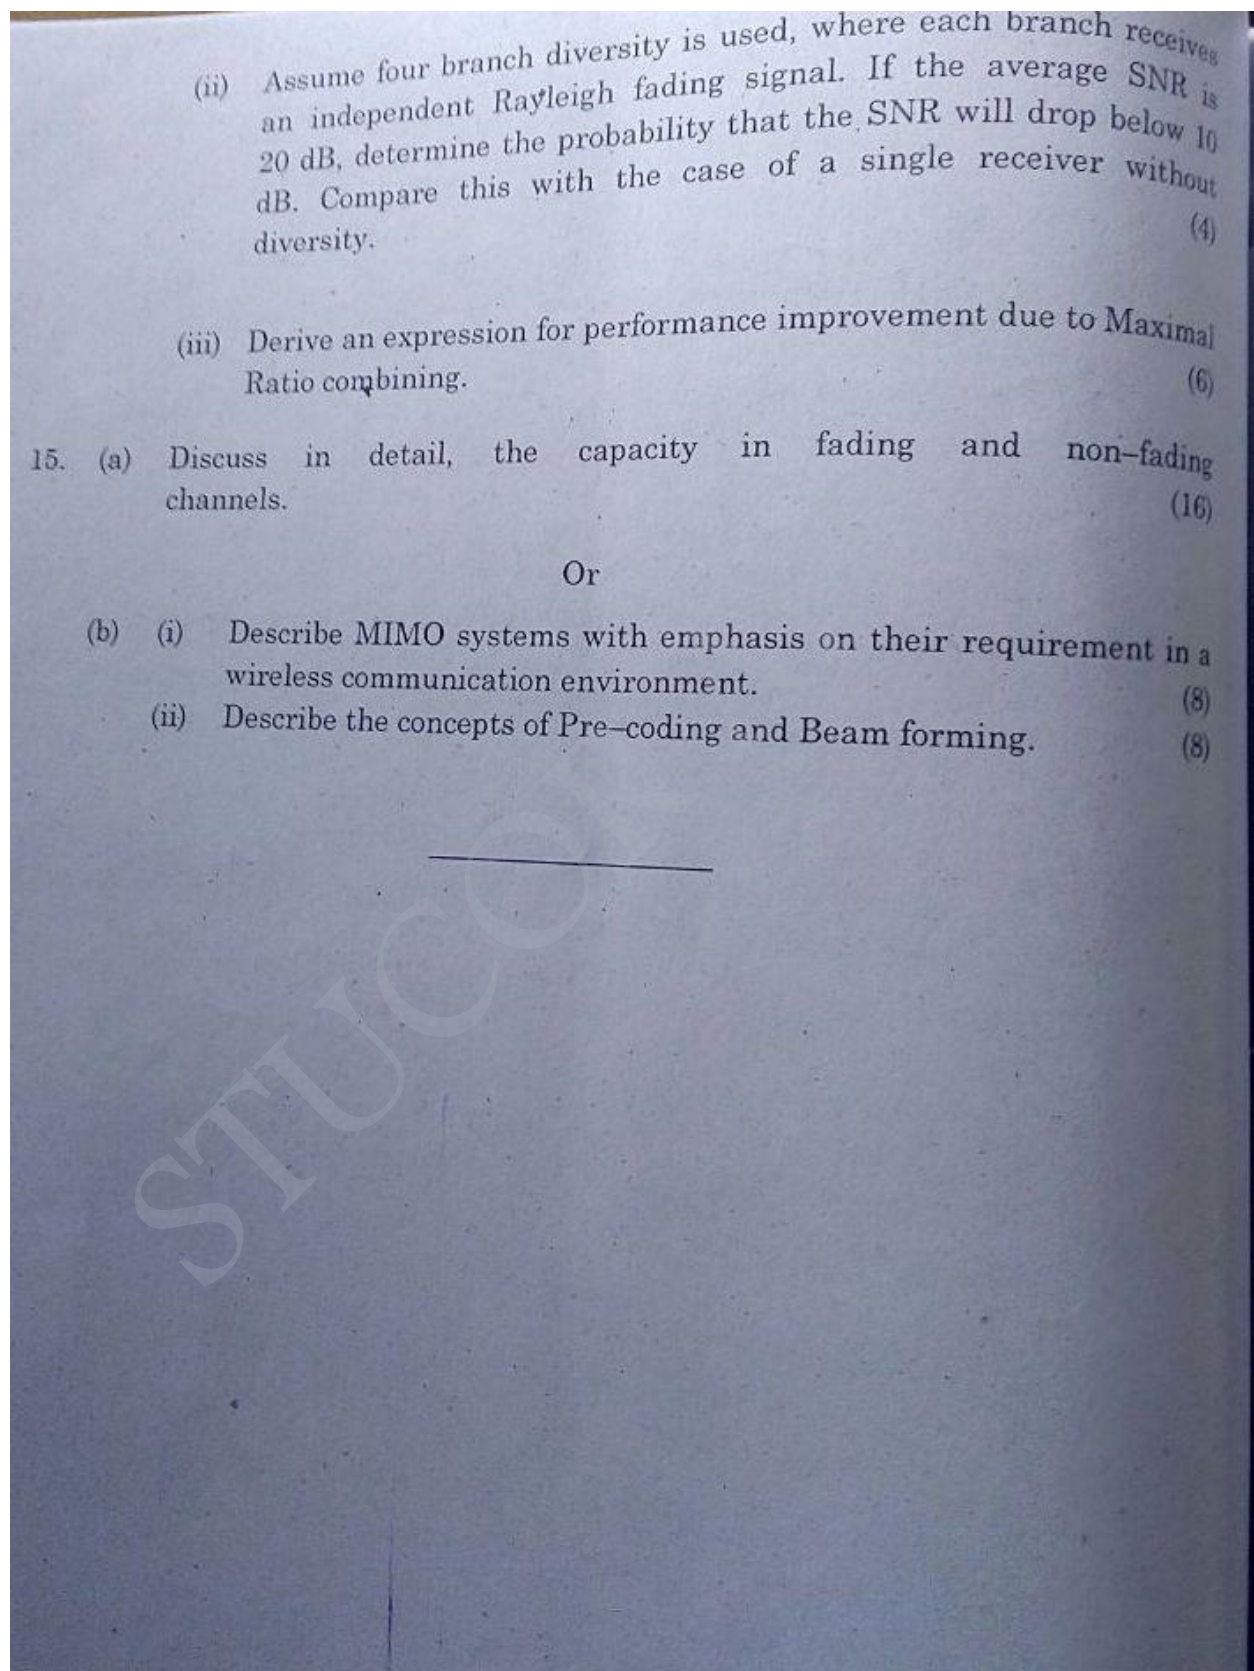 (ii) Assume four branch diversity is used, where each branch receives
an independent Rayleigh fading signal. If the average SNR is
20 dB, determine the probability that the SNR will drop below 10
dB. Compare this with the case of a single receiver without
diversity. (4)
(iii) Derive an expression for performance improvement due to Maximal
Ratio combining. (6)
15. (a) Discuss in detail, the capacity in fading and non–fading
channels. (16)
Or
(b) (i) Describe MIMO systems with emphasis on their requirement in a
wireless communication environment. (8)
(ii) Describe the concepts of Pre–coding and Beam forming. (8)
STUCOR